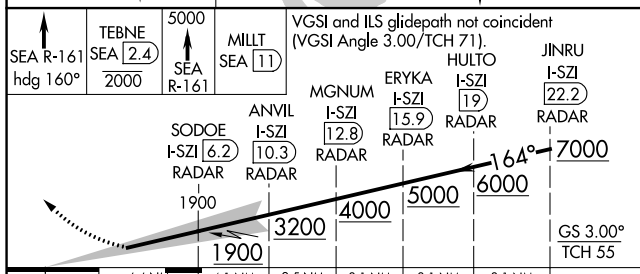 SEA R-161
hdg 160°
TEBNE
SEA 2.4
2000
5000
SEA
R-161
MILLT
SEA 11
VGSI and ILS glidepath not coincident
(VGSI Angle 3.00/TCH 71).
JINRU
I-SZI
22.2
RADAR
HULTO
I-SZI
19
RADAR
ERYKA
I-SZI
15.9
RADAR
MGNUM
I-SZI
12.8
RADAR
ANVIL
I-SZI
10.3
RADAR
SODOE
I-SZI 6.2
RADAR
1900
164°
7000
6000
5000
4000
3200
1900
GS 3.00°
TCH 55